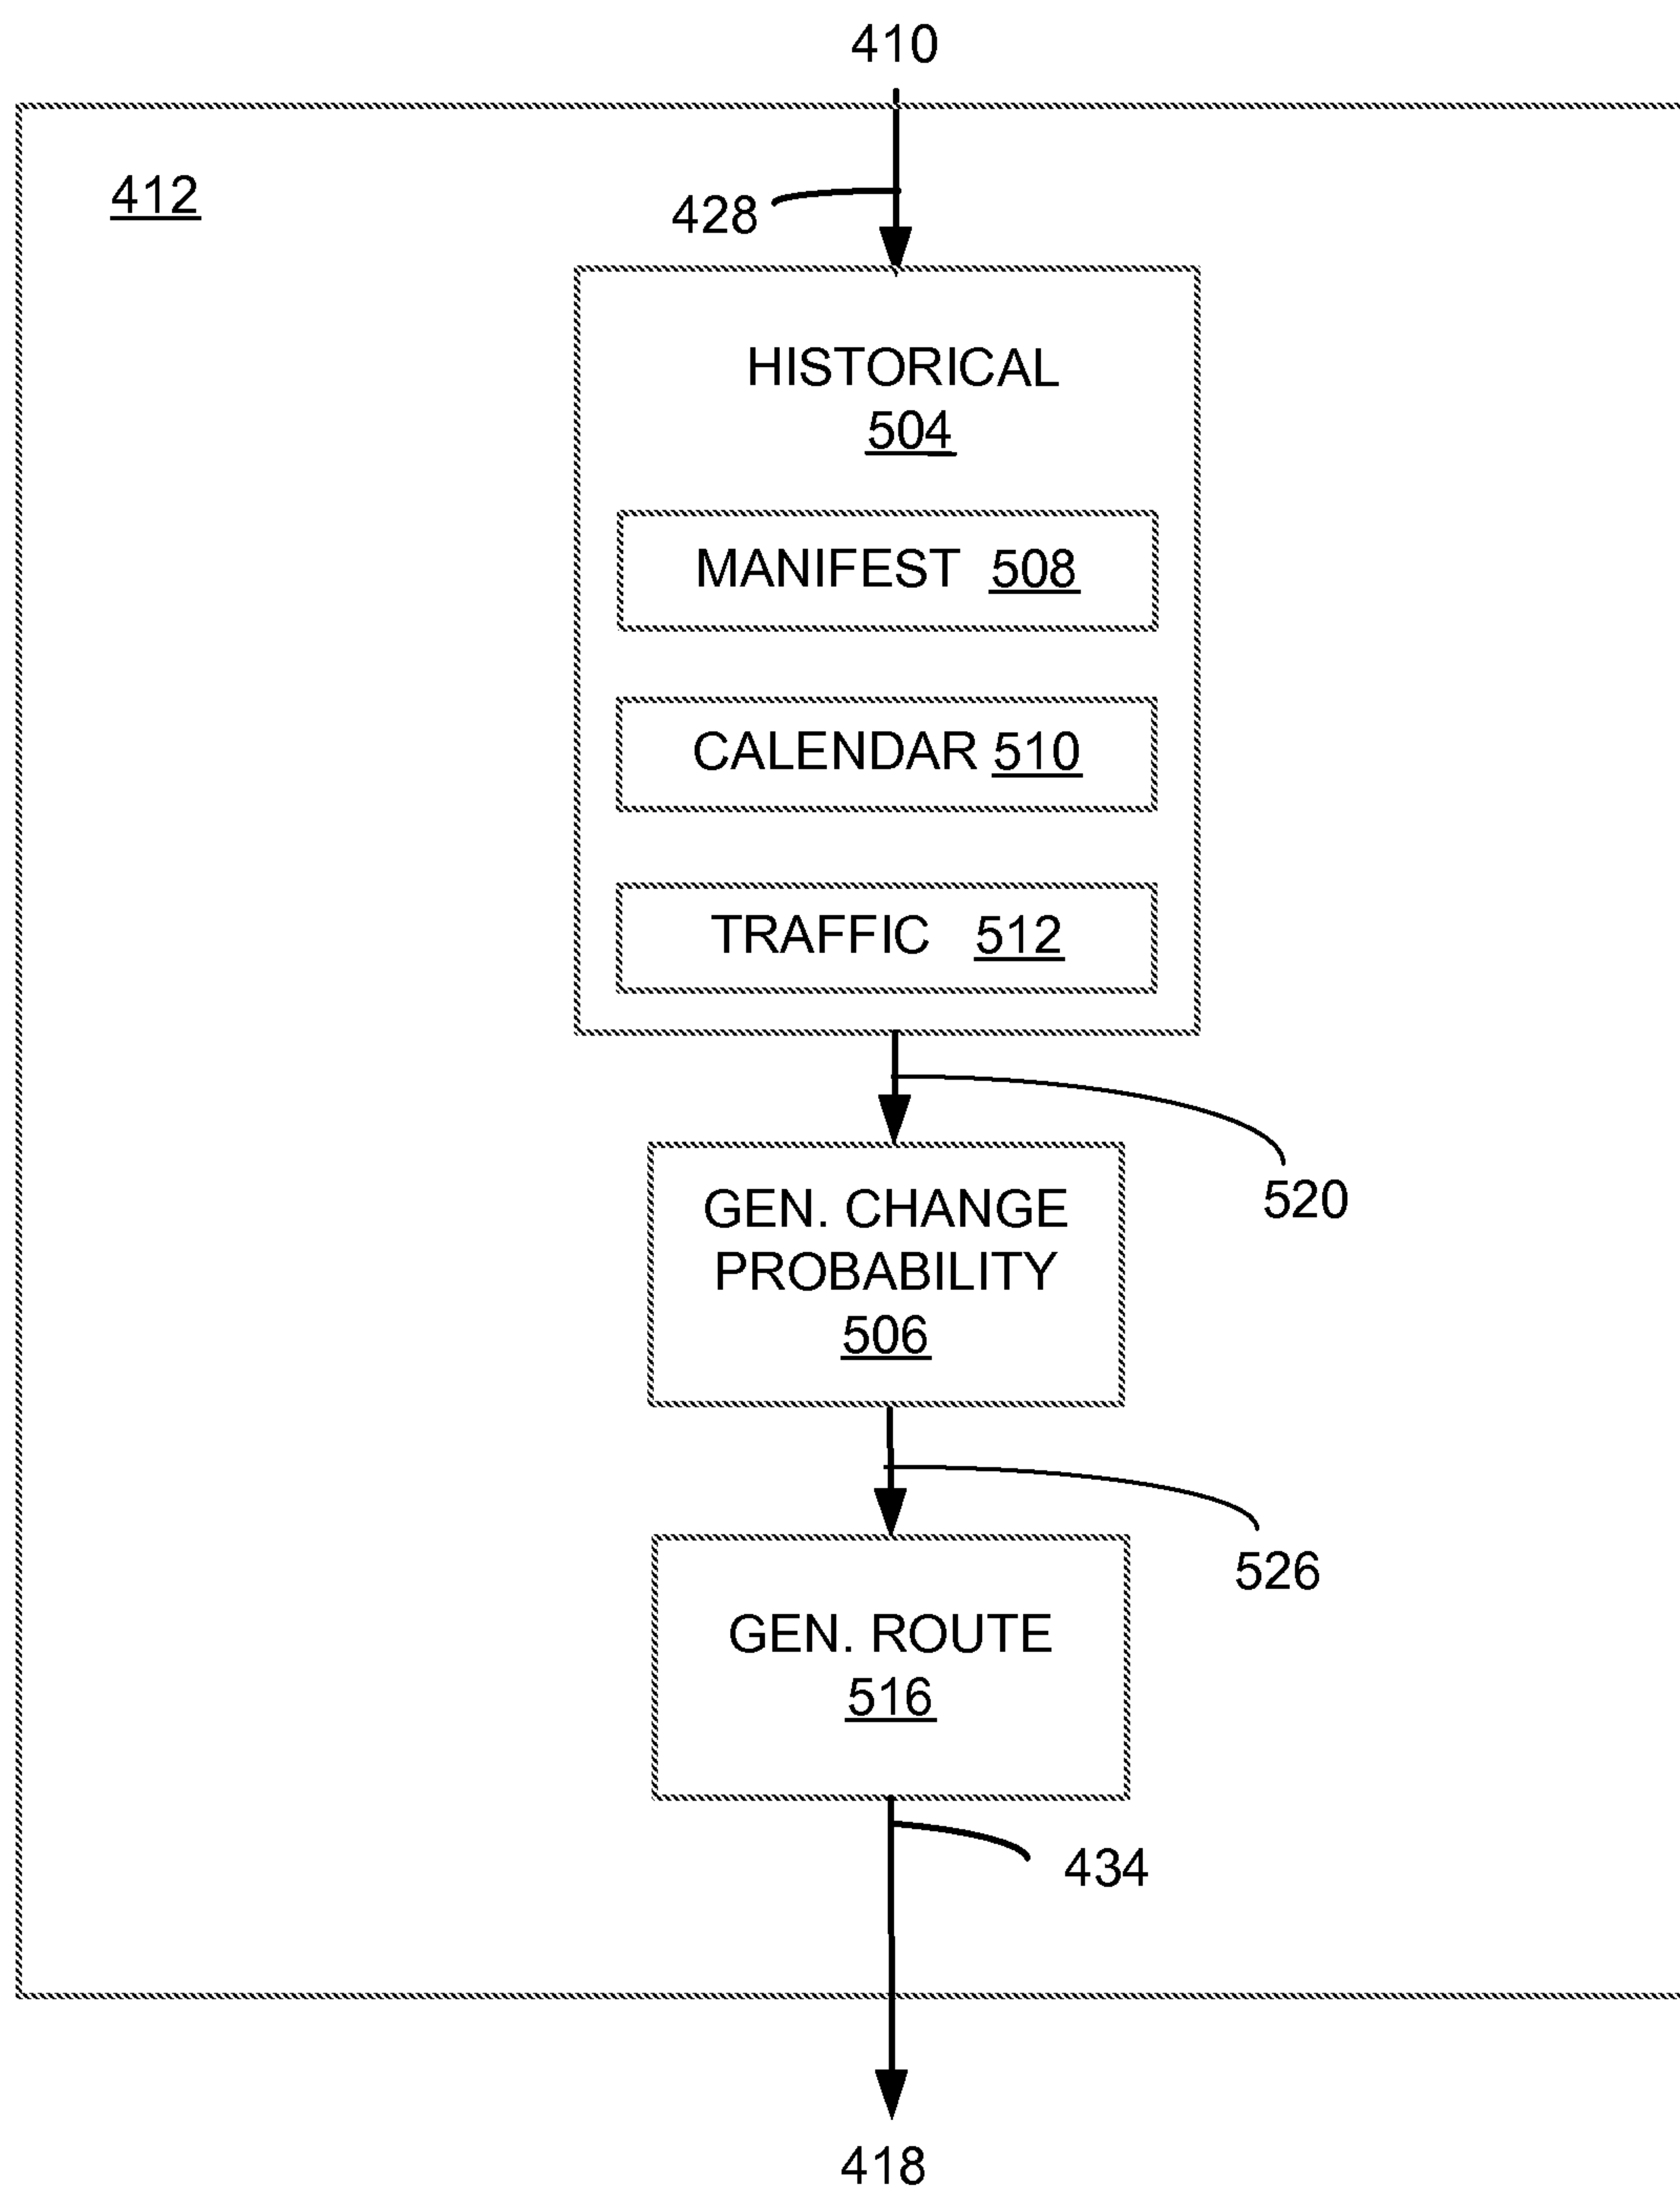 410
412
428
HISTORICAL
504
MANIFEST 508
CALENDAR 510
TRAFFIC 512
520
GEN. CHANGE
PROBABILITY
506
526
GEN. ROUTE
516
434
418